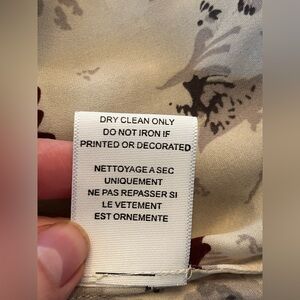 DRY CLEAN ONLY
DO NOT IRON IF
PRINTED OR DECORATED
NETTOYAGE A SEC
UNIQUEMENT
NE PAS REPASSER SI
LE VETEMENT
EST ORNEMENTE